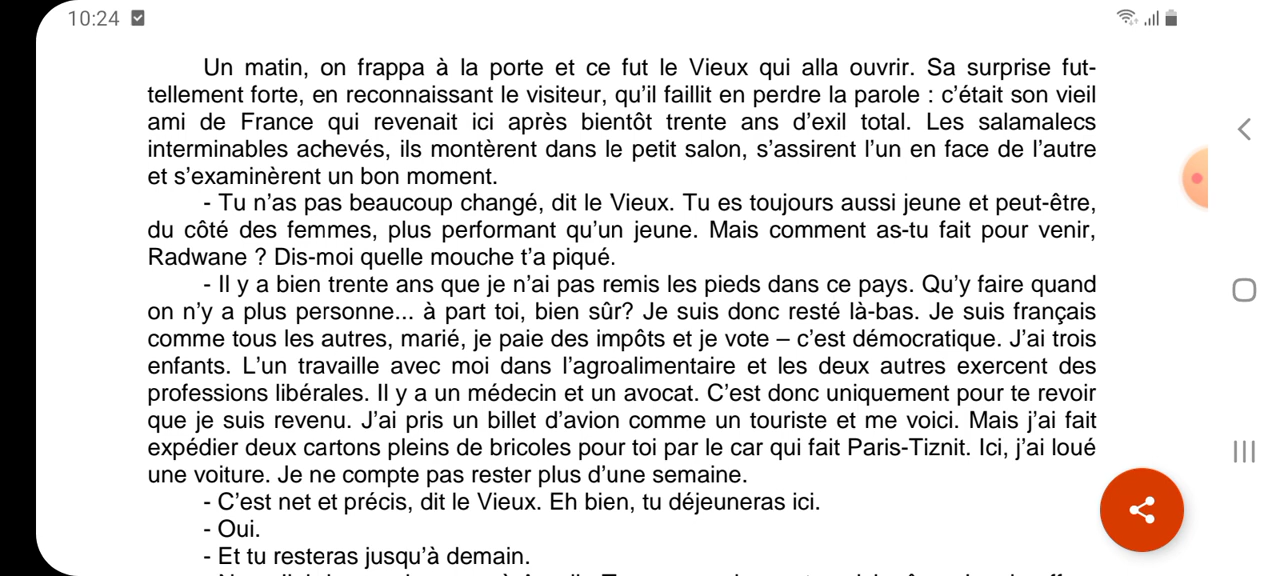 10:24
Un matin, on frappa à la porte et ce fut le Vieux qui alla ouvrir. Sa surprise fut-
tellement forte, en reconnaissant le visiteur, qu’il faillit en perdre la parole : c’était son vieil
ami de France qui revenait ici après bientôt trente ans d’exil total. Les salamalecs
interminables achevés, ils montèrent dans le petit salon, s’assirent l’un en face de l’autre
et s’examinèrent un bon moment.
- Tu n’as pas beaucoup changé, dit le Vieux. Tu es toujours aussi jeune et peut-être,
du côté des femmes, plus performant qu’un jeune. Mais comment as-tu fait pour venir,
Radwane ? Dis-moi quelle mouche t’a piqué.
- Il y a bien trente ans que je n’ai pas remis les pieds dans ce pays. Qu’y faire quand
on n’y a plus personne... à part toi, bien sûr? Je suis donc resté là-bas. Je suis français
comme tous les autres, marié, je paie des impôts et je vote – c’est démocratique. J’ai trois
enfants. L’un travaille avec moi dans l’agroalimentaire et les deux autres exercent des
professions libérales. Il y a un médecin et un avocat. C’est donc uniquement pour te revoir
que je suis revenu. J’ai pris un billet d’avion comme un touriste et me voici. Mais j’ai fait
expédier deux cartons pleins de bricoles pour toi par le car qui fait Paris-Tiznit. Ici, j’ai loué
une voiture. Je ne compte pas rester plus d’une semaine.
- C’est net et précis, dit le Vieux. Eh bien, tu déjeuneras ici.
- Oui.
- Et tu resteras jusqu’à demain.